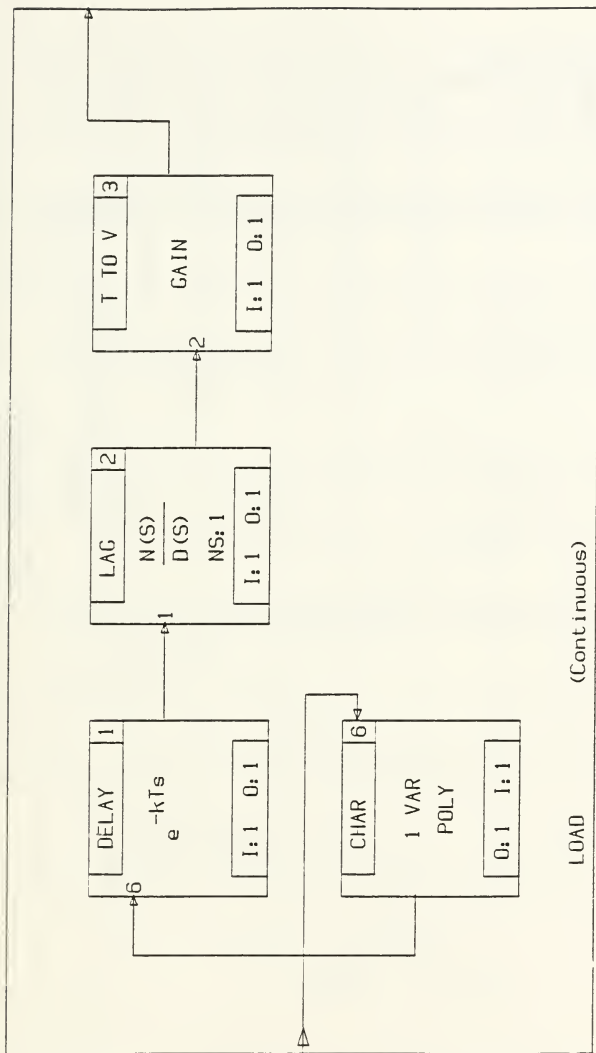 DELAY 1
6
e^-kTs
I: 1 O: 1
LAG 2
1
N(S)
D(S)
NS: 1
I: 1 O: 1
T TO V 3
2
GAIN
I: 1 O: 1
CHAR 6
1 VAR
POLY
O: 1 I: 1
LOAD (Continuous)